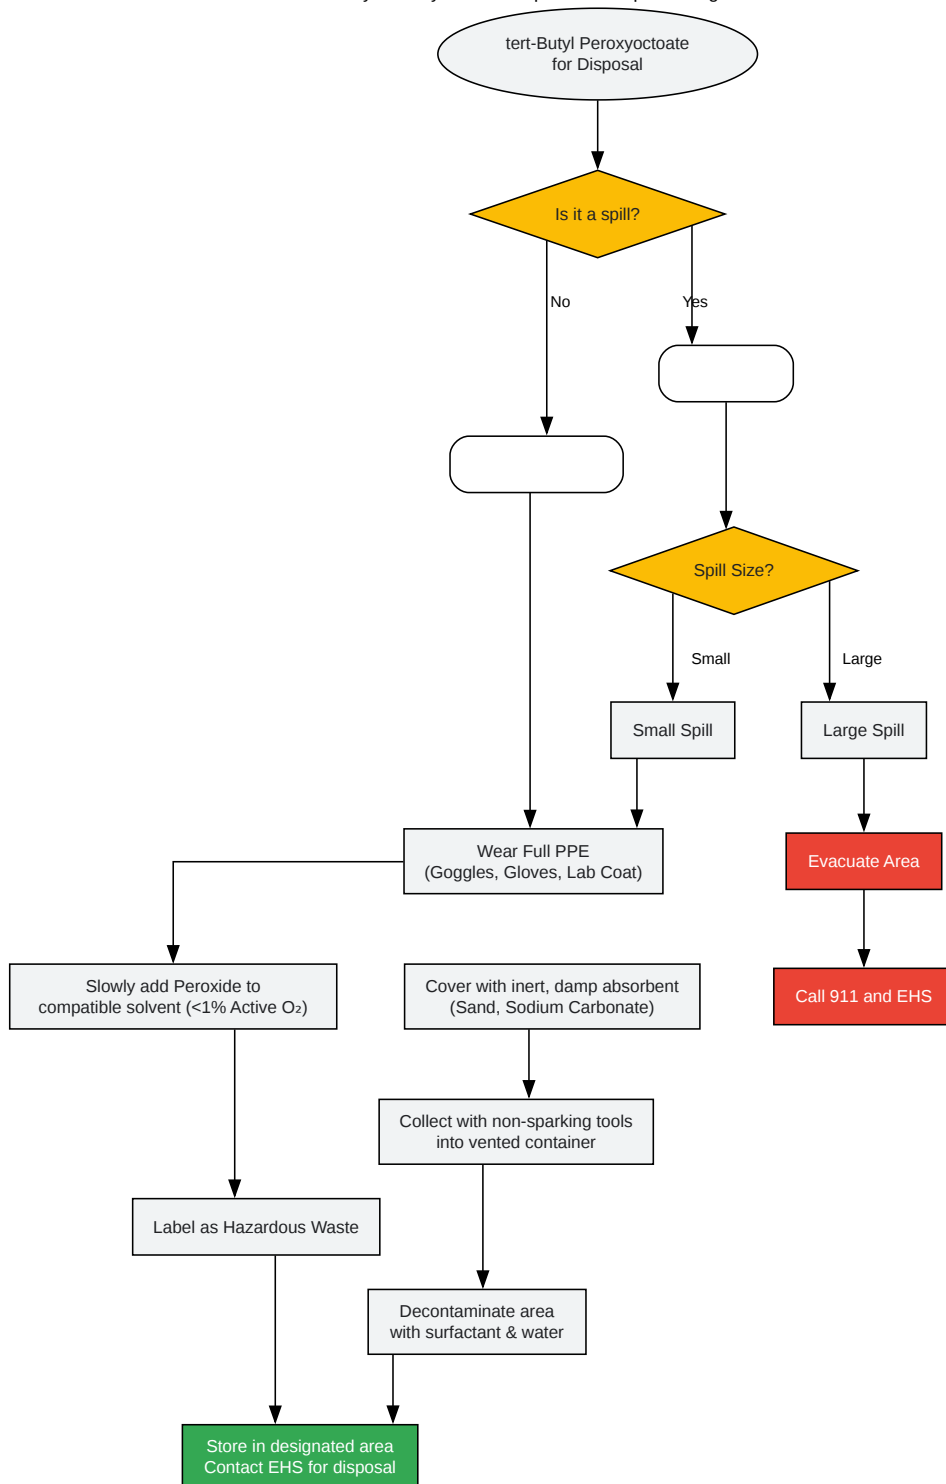 tert-Butyl Peroxyoctoate
for Disposal
Is it a spill?
No
Yes
Spill Size?
Small
Large
Small Spill
Large Spill
Wear Full PPE
(Goggles, Gloves, Lab Coat)
Evacuate Area
Slowly add Peroxide to
compatible solvent (<1% Active O₂)
Cover with inert, damp absorbent
(Sand, Sodium Carbonate)
Call 911 and EHS
Collect with non-sparking tools
into vented container
Label as Hazardous Waste
Decontaminate area
with surfactant & water
Store in designated area
Contact EHS for disposal